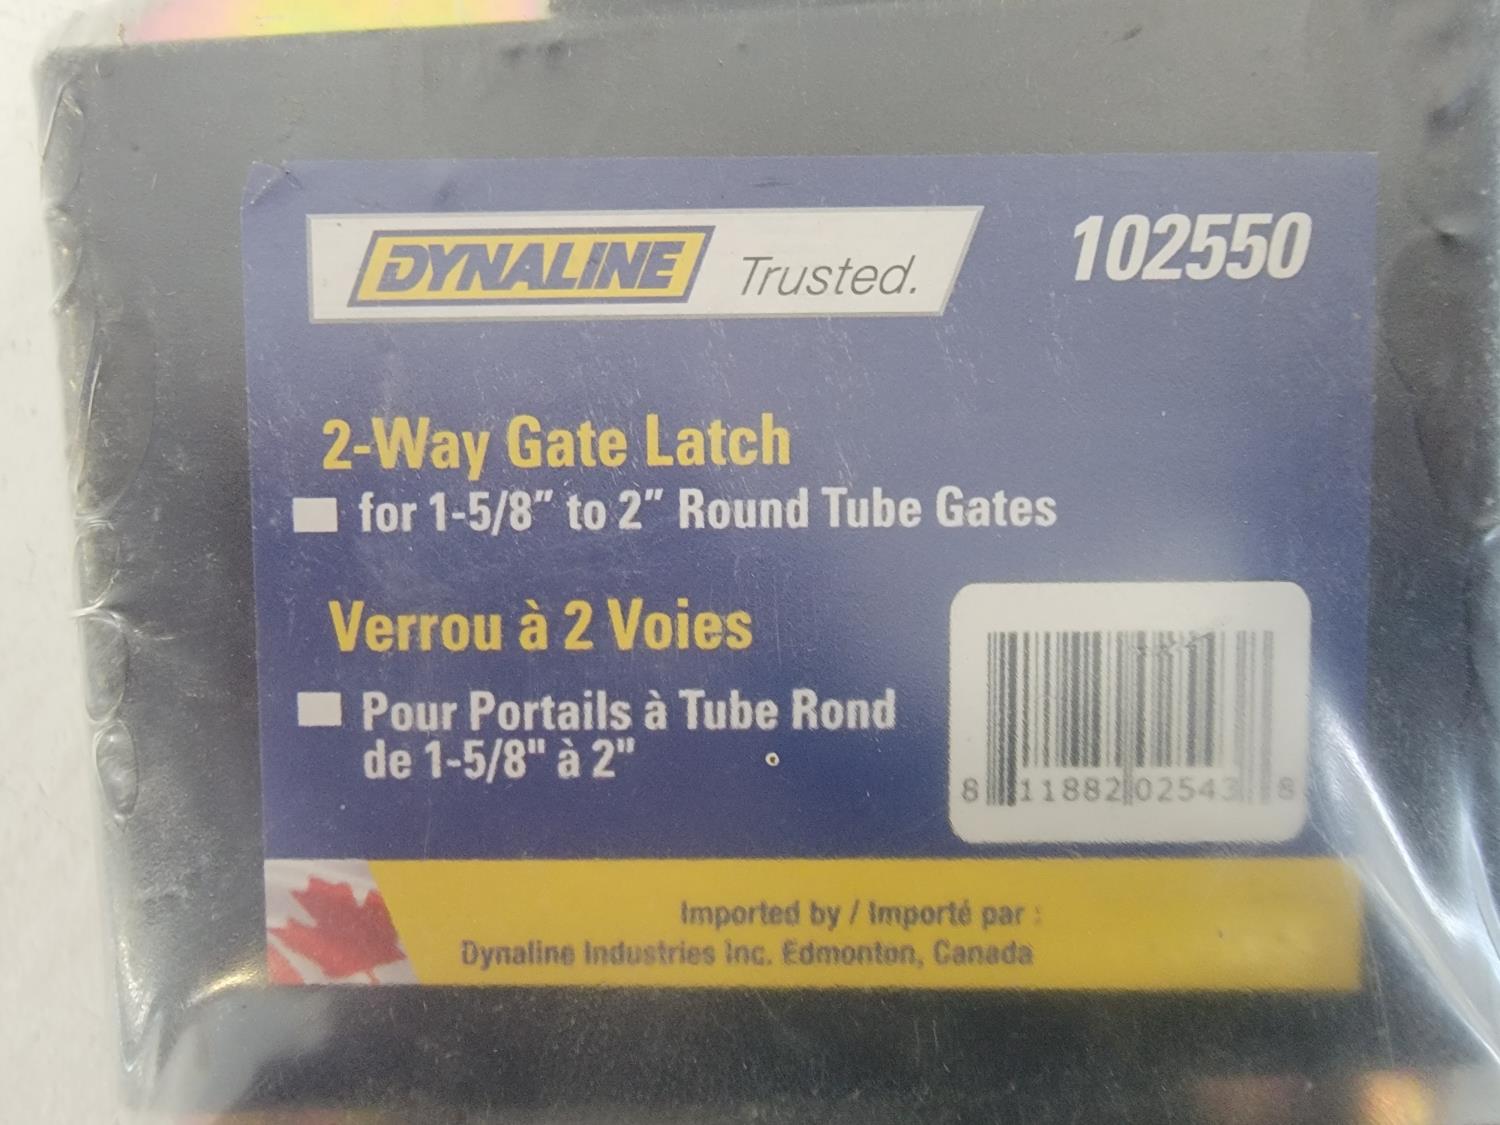 DYNALINE Trusted. 102550
2-Way Gate Latch
for 1-5/8" to 2" Round Tube Gates
Verrou à 2 Voies
Pour Portails à Tube Rond
de 1-5/8" à 2"
8 11882 02543 8
Imported by / Importé par :
Dynaline Industries Inc. Edmonton, Canada